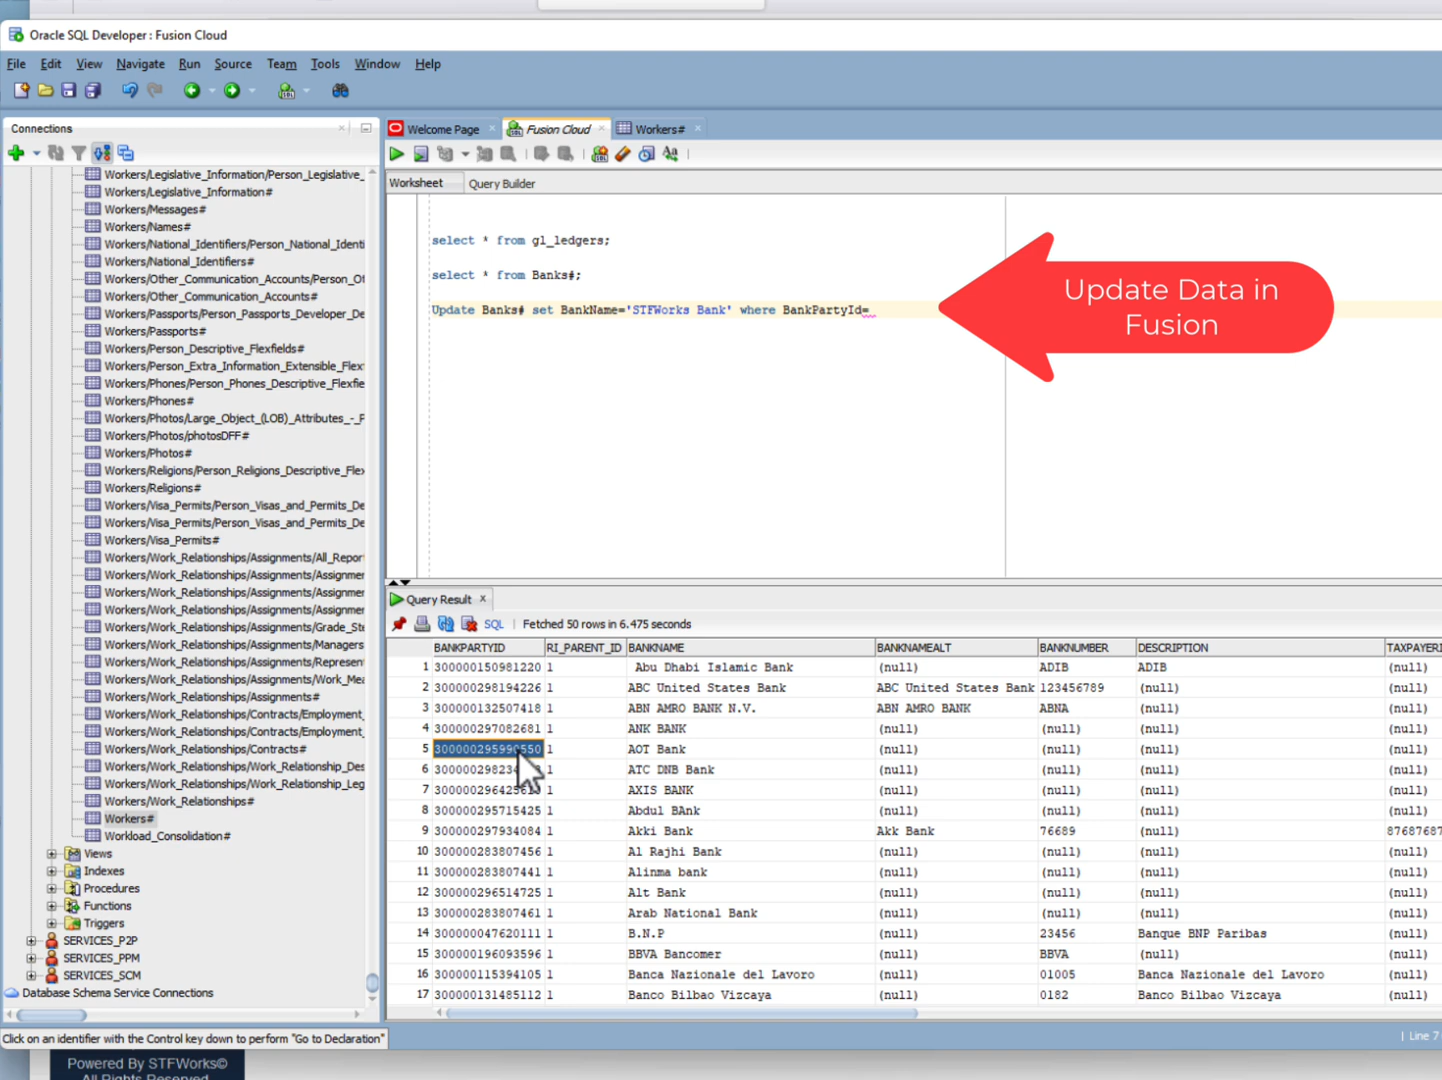 Oracle SQL Developer : Fusion Cloud
File Edit View Navigate Run Source Team Tools Window Help
Connections
Workers/Legislative_Information/Person_Legislative_
Workers/Legislative_Information#
Workers/Messages#
Workers/Names#
Workers/National_Identifiers/Person_National_Identi
Workers/National_Identifiers#
Workers/Other_Communication_Accounts/Person_Ot
Workers/Other_Communication_Accounts#
Workers/Passports/Person_Passports_Developer_De
Workers/Passports#
Workers/Person_Descriptive_Flexfields#
Workers/Person_Extra_Information_Extensible_Flex
Workers/Phones/Person_Phones_Descriptive_Flexfie
Workers/Phones#
Workers/Photos/Large_Object_(LOB)_Attributes_-_F
Workers/Photos/photosDFF#
Workers/Photos#
Workers/Religions/Person_Religions_Descriptive_Flex
Workers/Religions#
Workers/Visa_Permits/Person_Visas_and_Permits_De
Workers/Visa_Permits/Person_Visas_and_Permits_De
Workers/Visa_Permits#
Workers/Work_Relationships/Assignments/All_Report
Workers/Work_Relationships/Assignments/Assignmer
Workers/Work_Relationships/Assignments/Assignmer
Workers/Work_Relationships/Assignments/Assignmer
Workers/Work_Relationships/Assignments/Grade_Ste
Workers/Work_Relationships/Assignments/Managers
Workers/Work_Relationships/Assignments/Represent
Workers/Work_Relationships/Assignments/Work_Mea
Workers/Work_Relationships/Assignments#
Workers/Work_Relationships/Contracts/Employment_
Workers/Work_Relationships/Contracts/Employment_
Workers/Work_Relationships/Contracts#
Workers/Work_Relationships/Work_Relationship_Des
Workers/Work_Relationships/Work_Relationship_Leg
Workers/Work_Relationships#
Workers#
Workload_Consolidation#
Views
Indexes
Procedures
Functions
Triggers
SERVICES_P2P
SERVICES_PPM
SERVICES_SCM
Database Schema Service Connections
Welcome Page Fusion Cloud Workers#
Worksheet Query Builder
select * from gl_ledgers;
select * from Banks#;
Update Banks# set BankName='STFWorks Bank' where BankPartyId=
Update Data in
Fusion
Query Result
SQL Fetched 50 rows in 6.475 seconds
BANKPARTYID RI_PARENT_ID BANKNAME BANKNAMEALT BANKNUMBER DESCRIPTION TAXPAYERI
1 300000150981220 1 Abu Dhabi Islamic Bank (null) ADIB ADIB (null)
2 300000298194226 1 ABC United States Bank ABC United States Bank 123456789 (null) (null)
3 300000132507418 1 ABN AMRO BANK N.V. ABN AMRO BANK ABNA (null) (null)
4 300000297082681 1 ANK BANK (null) (null) (null) (null)
5 300000295990550 1 AOT Bank (null) (null) (null) (null)
6 1 ATC DNB Bank (null) (null) (null) (null)
7 1 AXIS BANK (null) (null) (null) (null)
8 300000295715425 1 Abdul BAnk (null) (null) (null) (null)
9 300000297934084 1 Akki Bank Akk Bank 76689 (null) 87687687
10 300000283807456 1 Al Rajhi Bank (null) (null) (null) (null)
11 300000283807441 1 Alinma bank (null) (null) (null) (null)
12 300000296514725 1 Alt Bank (null) (null) (null) (null)
13 300000283807461 1 Arab National Bank (null) (null) (null) (null)
14 300000047620111 1 B.N.P (null) 23456 Banque BNP Paribas (null)
15 300000196093596 1 BBVA Bancomer (null) BBVA (null) (null)
16 300000115394105 1 Banca Nazionale del Lavoro (null) 01005 Banca Nazionale del Lavoro (null)
17 300000131485112 1 Banco Bilbao Vizcaya (null) 0182 Banco Bilbao Vizcaya (null)
Click on an identifier with the Control key down to perform "Go to Declaration"
Line 7
Powered By STFWorks©
All Rights Reserved